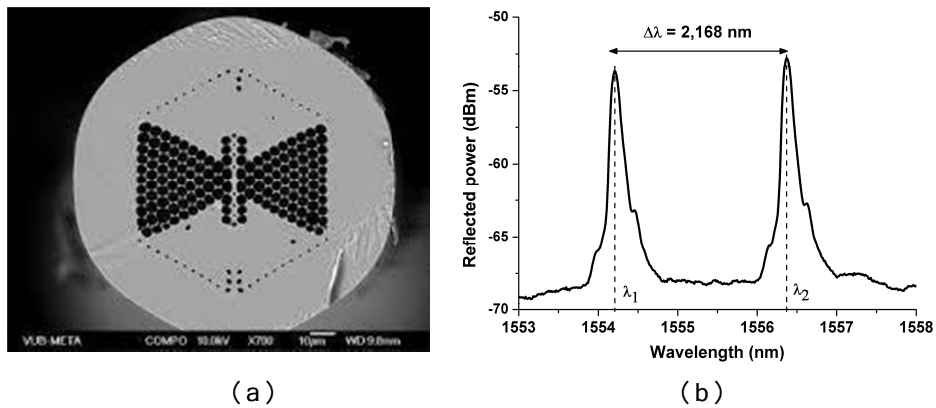 VUB-META COMPO 10.0kV X700 10μm WD 9.8mm
(a)
Δλ = 2,168 nm
Reflected power (dBm)
-50
-55
-60
-65
-70
λ1
λ2
1553 1554 1555 1556 1557 1558
Wavelength (nm)
(b)